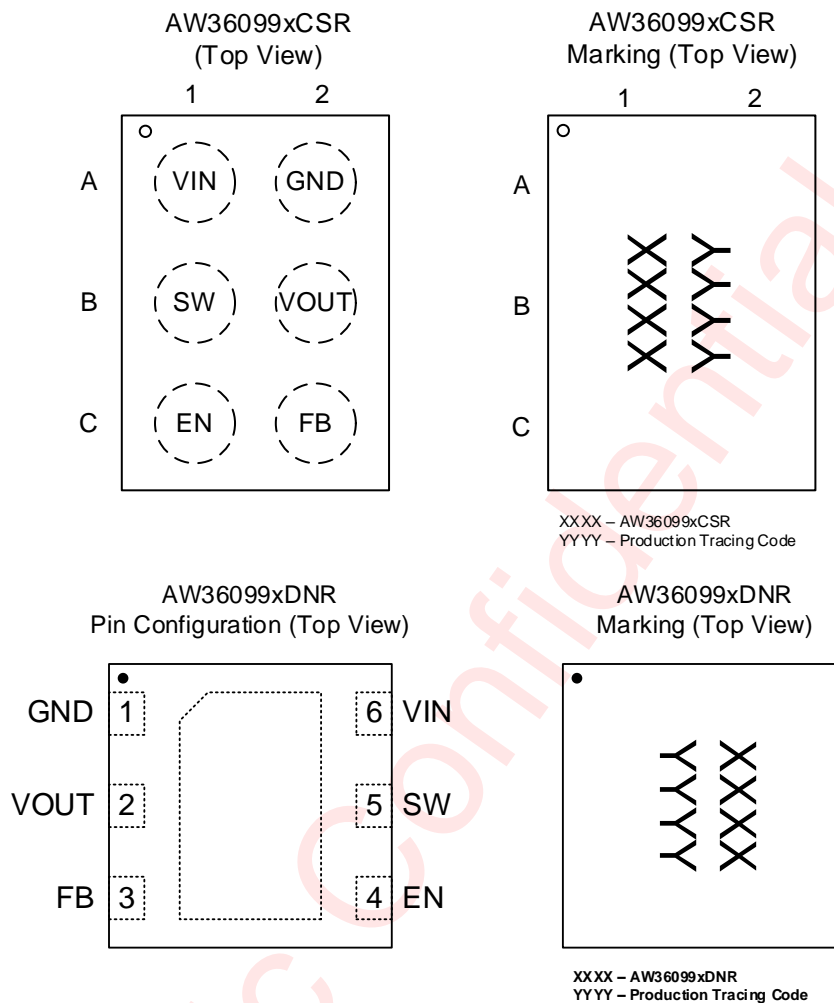 AW36099xCSR
(Top View)
1 2
A VIN GND
B SW VOUT
C EN FB
AW36099xCSR
Marking (Top View)
1 2
A
B
C
XXXX
YYYY
XXXX – AW36099xCSR
YYYY – Production Tracing Code
AW36099xDNR
Pin Configuration (Top View)
GND 1 6 VIN
VOUT 2 5 SW
FB 3 4 EN
AW36099xDNR
Marking (Top View)
YYYY
XXXX
XXXX – AW36099xDNR
YYYY – Production Tracing Code
c Confidential